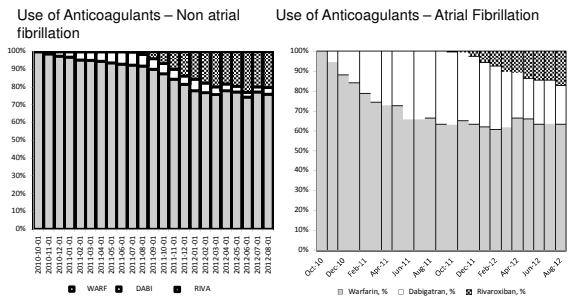 Use of Anticoagulants – Non atrial
fibrillation
100%
90%
80%
70%
60%
50%
40%
30%
20%
10%
0%
2010-10-01
2010-11-01
2010-12-01
2011-01-01
2011-02-01
2011-03-01
2011-04-01
2011-05-01
2011-06-01
2011-07-01
2011-08-01
2011-09-01
2011-10-01
2011-11-01
2011-12-01
2012-01-01
2012-02-01
2012-03-01
2012-04-01
2012-05-01
2012-06-01
2012-07-01
2012-08-01
WARF DABI RIVA
Use of Anticoagulants – Atrial Fibrillation
100%
90%
80%
70%
60%
50%
40%
30%
20%
10%
0%
Oct-10
Dec-10
Feb-11
Apr-11
Jun-11
Aug-11
Oct-11
Dec-11
Feb-12
Apr-12
Jun-12
Aug-12
Warfarin, % Dabigatran, % Rivaroxiban, %